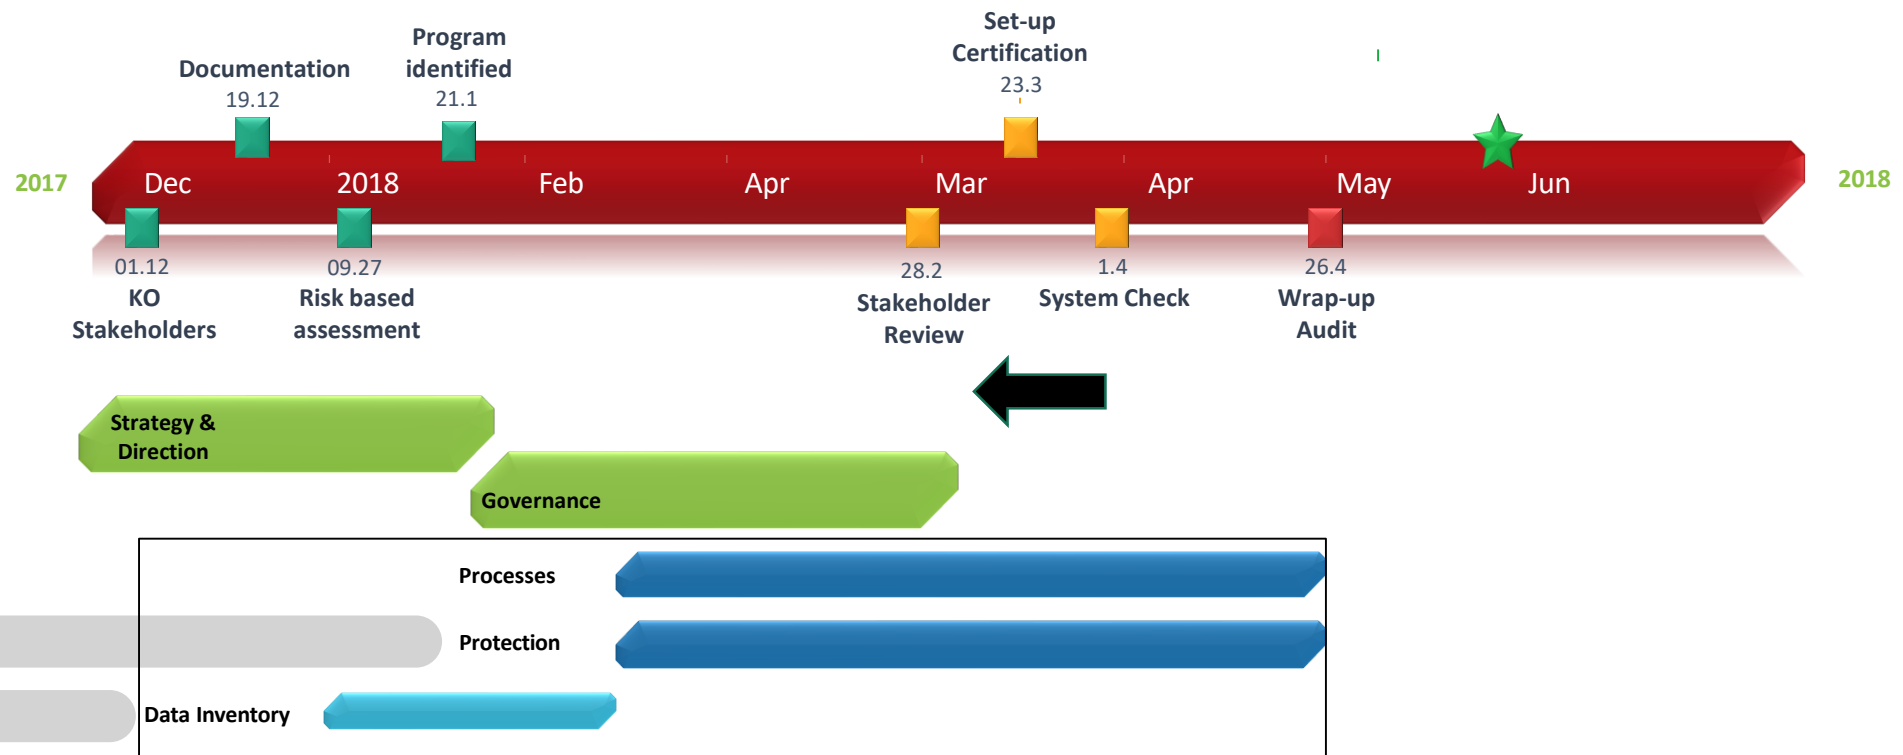 Set-up
Certification
23.3
Program
identified
21.1
Documentation
19.12
2017
Dec
2018
Feb
Apr
Mar
Apr
May
Jun
2018
01.12
KO
Stakeholders
09.27
Risk based
assessment
28.2
Stakeholder
Review
1.4
System Check
26.4
Wrap-up
Audit
Strategy &
Direction
Governance
Processes
Protection
Data Inventory